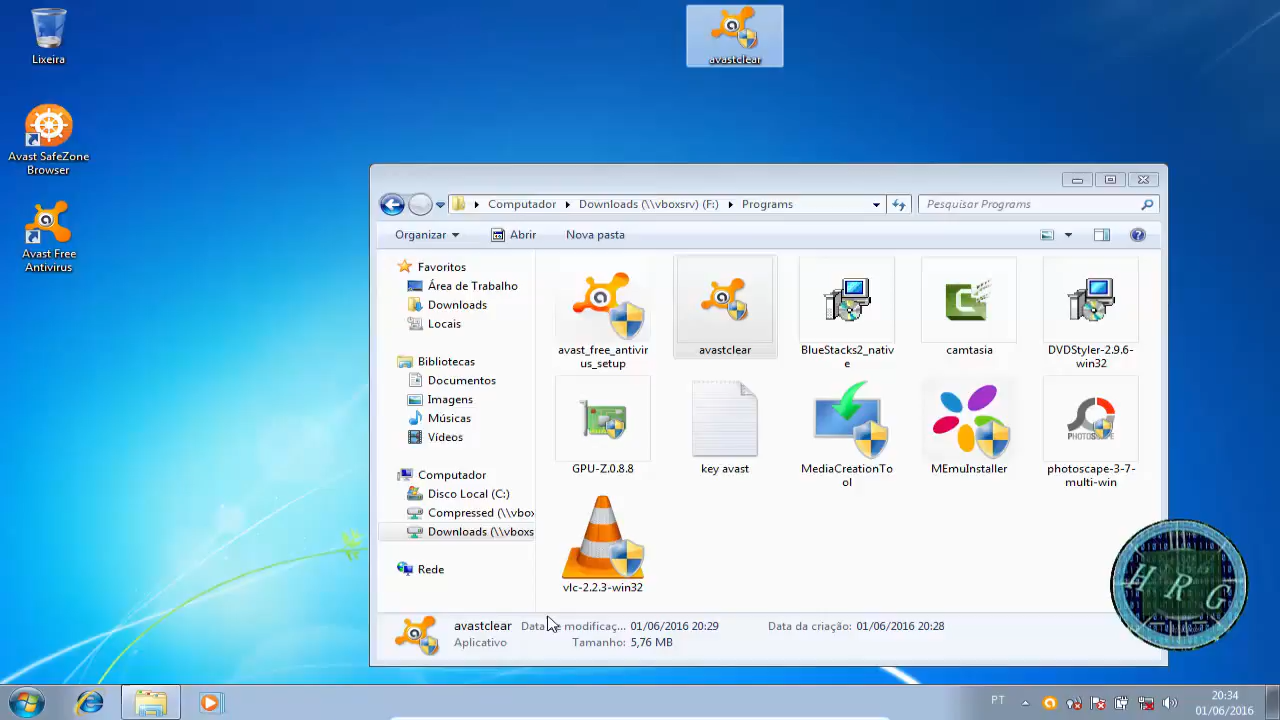 Lixeira
Avast SafeZone
Browser
Avast Free
Antivirus
avastclear
Computador
Downloads (\\vboxsrv) (F:)
Programs
Pesquisar Programs
Organizar
Abrir
Nova pasta
Favoritos
Área de Trabalho
Downloads
Locais
Bibliotecas
Documentos
Imagens
Músicas
Vídeos
Computador
Disco Local (C:)
Compressed (\\vbox
Downloads (\\vboxs
Rede
avast_free_antivir
us_setup
avastclear
BlueStacks2_nativ
e
camtasia
DVDStyler-2.9.6-
win32
GPU-Z.0.8.8
key avast
MediaCreationTo
ol
MEmuInstaller
PHOTOSCAPE
photoscape-3-7-
multi-win
vlc-2.2.3-win32
avastclear
Data de modificaç... 01/06/2016 20:29
Data da criação: 01/06/2016 20:28
Aplicativo
Tamanho: 5,76 MB
HRG
PT
20:34
01/06/2016